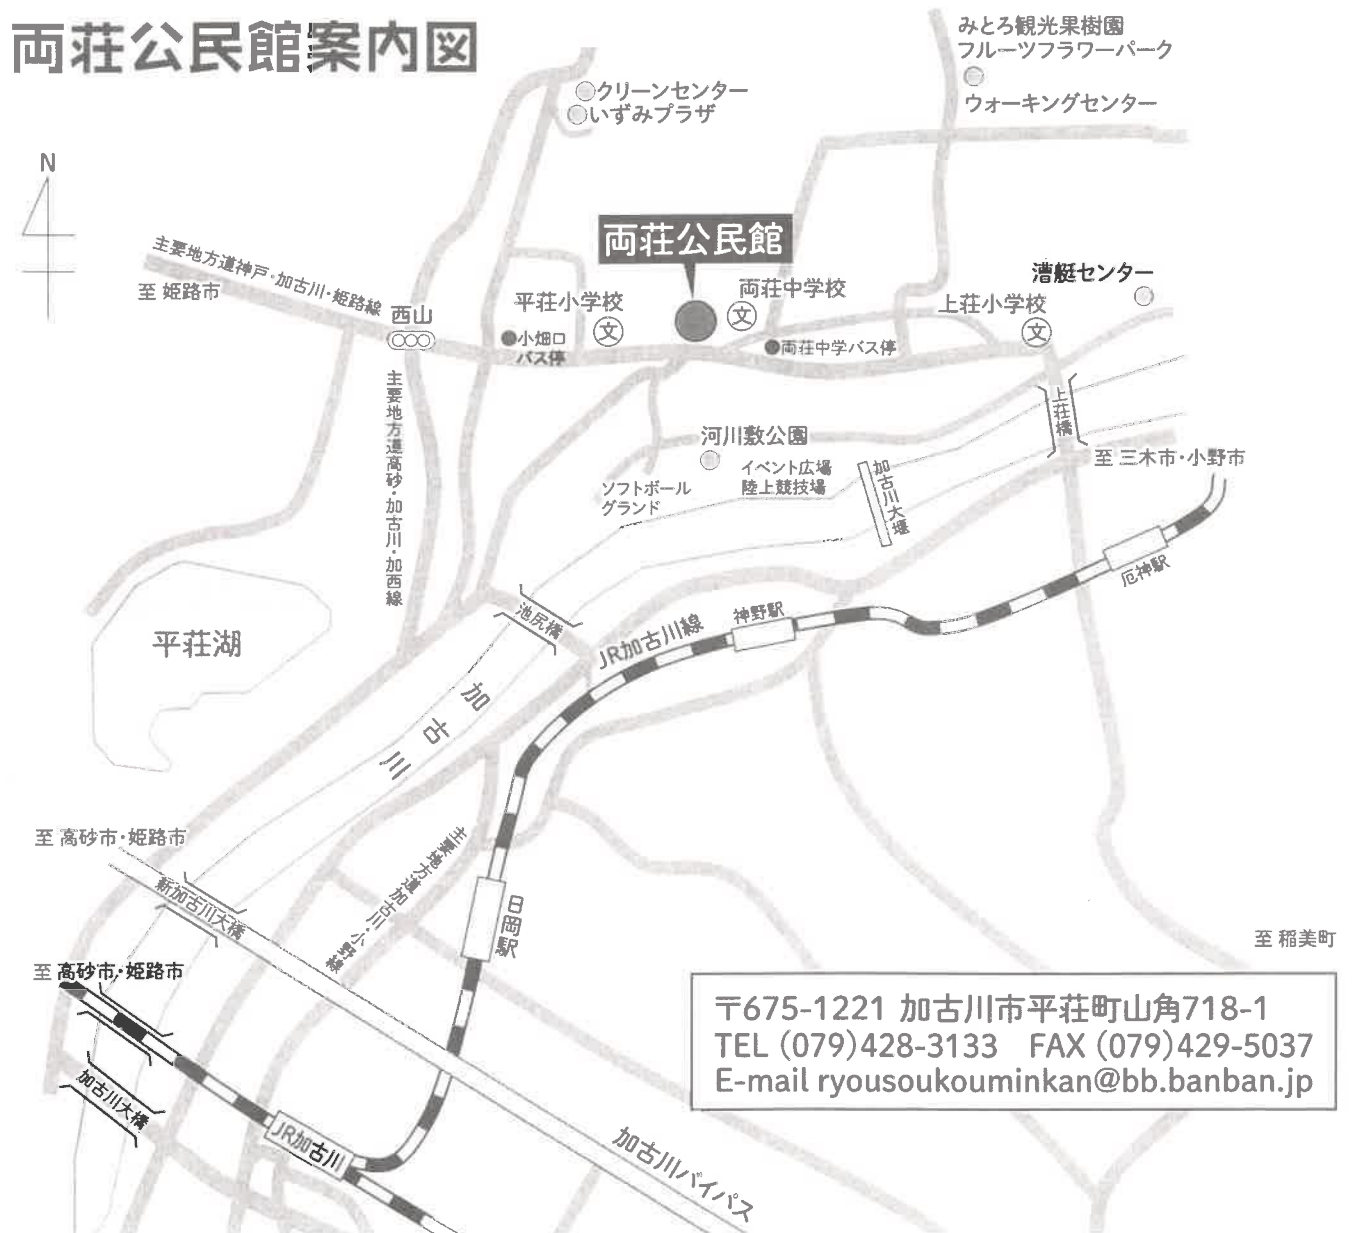 両荘公民館案内図
みとろ観光果樹園
フルーツフラワーパーク
ウォーキングセンター
クリーンセンター
いずみプラザ
N
両荘公民館
主要地方道神戸・加古川・姫路線
至 姫路市
西山
平荘小学校
文
両荘中学校
文
漕艇センター
上荘小学校
文
小畑口
バス停
両荘中学バス停
主要地方道高砂・加古川・加西線
上荘橋
河川敷公園
イベント広場
陸上競技場
ソフトボール
グランド
加古川大堰
至 三木市・小野市
厄神駅
神野駅
池尻橋
JR加古川線
平荘湖
加古川
至 高砂市・姫路市
新加古川大橋
主要地方道加古川・小野線
日岡駅
至 稲美町
至 高砂市・姫路市
加古川大橋
JR加古川
加古川バイパス
〒675-1221 加古川市平荘町山角718-1
TEL (079)428-3133 FAX (079)429-5037
E-mail ryousoukouminkan@bb.banban.jp